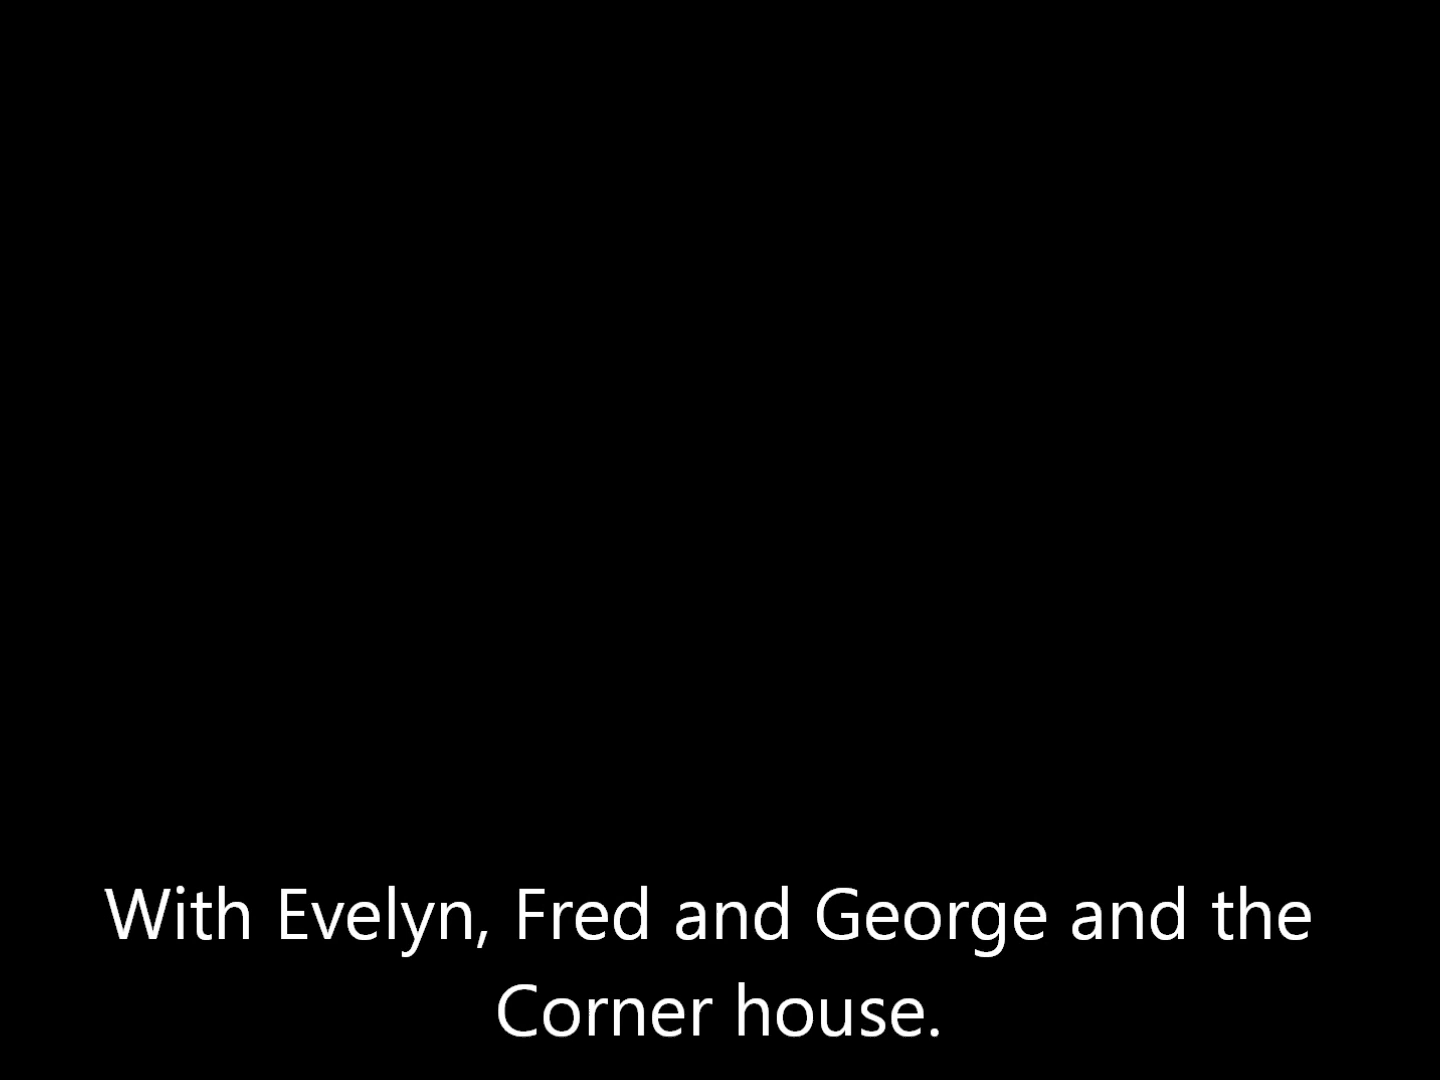 With Evelyn, Fred and George and the
Corner house.